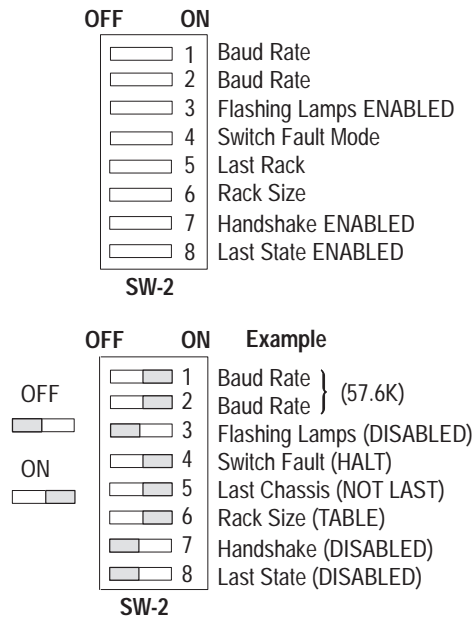 OFF ON
1 Baud Rate
2 Baud Rate
3 Flashing Lamps ENABLED
4 Switch Fault Mode
5 Last Rack
6 Rack Size
7 Handshake ENABLED
8 Last State ENABLED
SW-2
OFF ON Example
OFF
ON
1 Baud Rate
2 Baud Rate
(57.6K)
3 Flashing Lamps (DISABLED)
4 Switch Fault (HALT)
5 Last Chassis (NOT LAST)
6 Rack Size (TABLE)
7 Handshake (DISABLED)
8 Last State (DISABLED)
SW-2